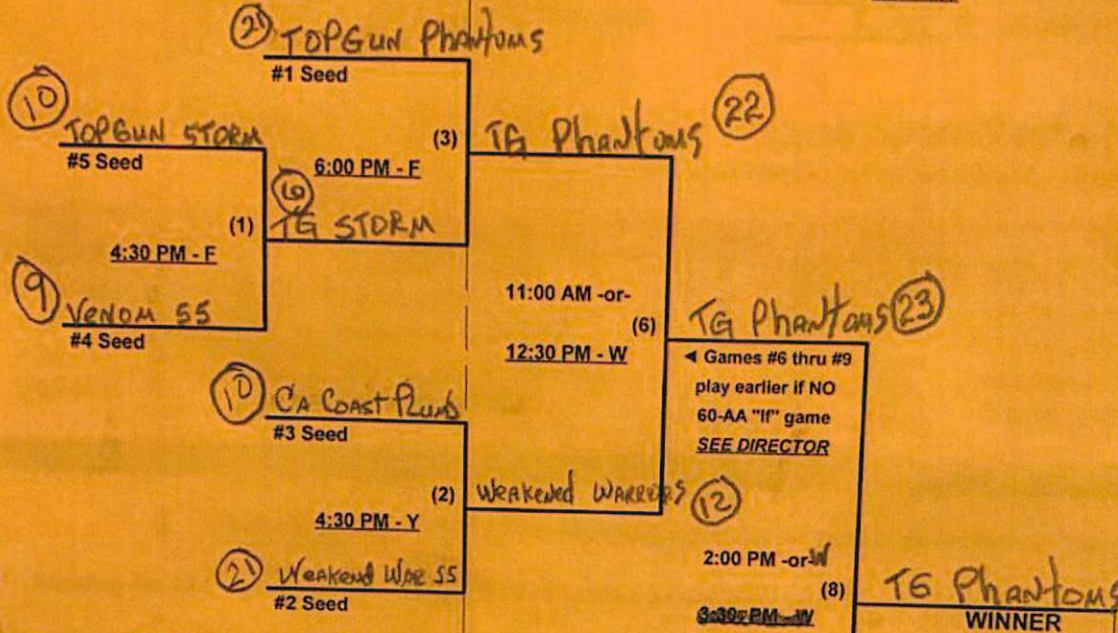 21 TOPGUN Phantoms
#1 Seed
10 TOPGUN STORM
#5 Seed
(3)
6:00 PM - F
TG Phantoms 22
(1)
4:30 PM - F
TG STORM
9 VENOM 55
#4 Seed
11:00 AM -or-
(6)
12:30 PM - W
TG Phantoms 23
◄ Games #6 thru #9
play earlier if NO
60-AA "If" game
SEE DIRECTOR
10 CA COAST
#3 Seed
(2)
4:30 PM - Y
Weakened Warriors 12
21 Weakend War 55
#2 Seed
2:00 PM -or- W
(8)
3:30 PM - W
TG Phantoms
WINNER